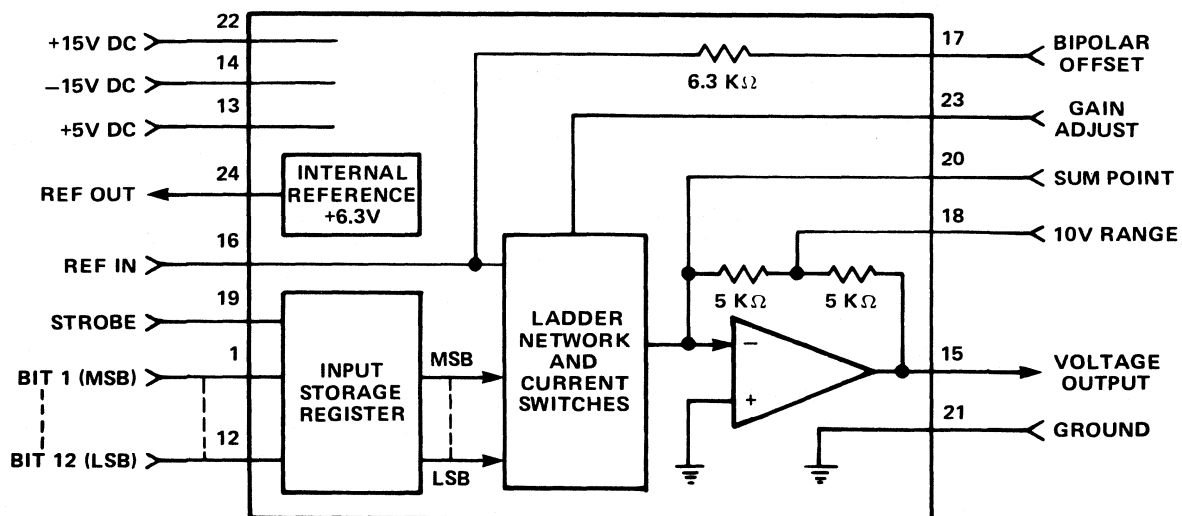 22
+15V DC
14
−15V DC
13
+5V DC
24
REF OUT
16
REF IN
19
STROBE
1
BIT 1 (MSB)
12
BIT 12 (LSB)
INTERNAL
REFERENCE
+6.3V
INPUT
STORAGE
REGISTER
MSB
LSB
LADDER
NETWORK
AND
CURRENT
SWITCHES
6.3 KΩ
5 KΩ
5 KΩ
−
+
17
BIPOLAR
OFFSET
23
GAIN
ADJUST
20
SUM POINT
18
10V RANGE
15
VOLTAGE
OUTPUT
21
GROUND